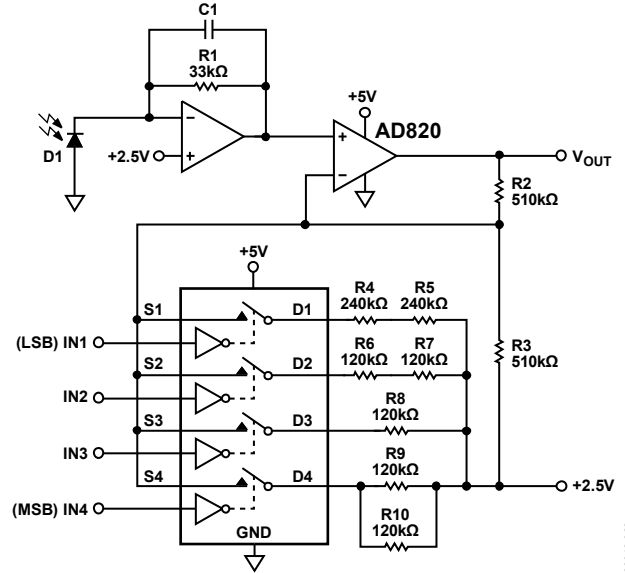 C1
R1
33kΩ
+5V
AD820
D1
+2.5V
VOUT
R2
510kΩ
+5V
S1
D1
R4
240kΩ
R5
240kΩ
(LSB) IN1
R3
510kΩ
S2
D2
R6
120kΩ
R7
120kΩ
IN2
S3
D3
R8
120kΩ
IN3
S4
D4
R9
120kΩ
+2.5V
(MSB) IN4
R10
120kΩ
GND